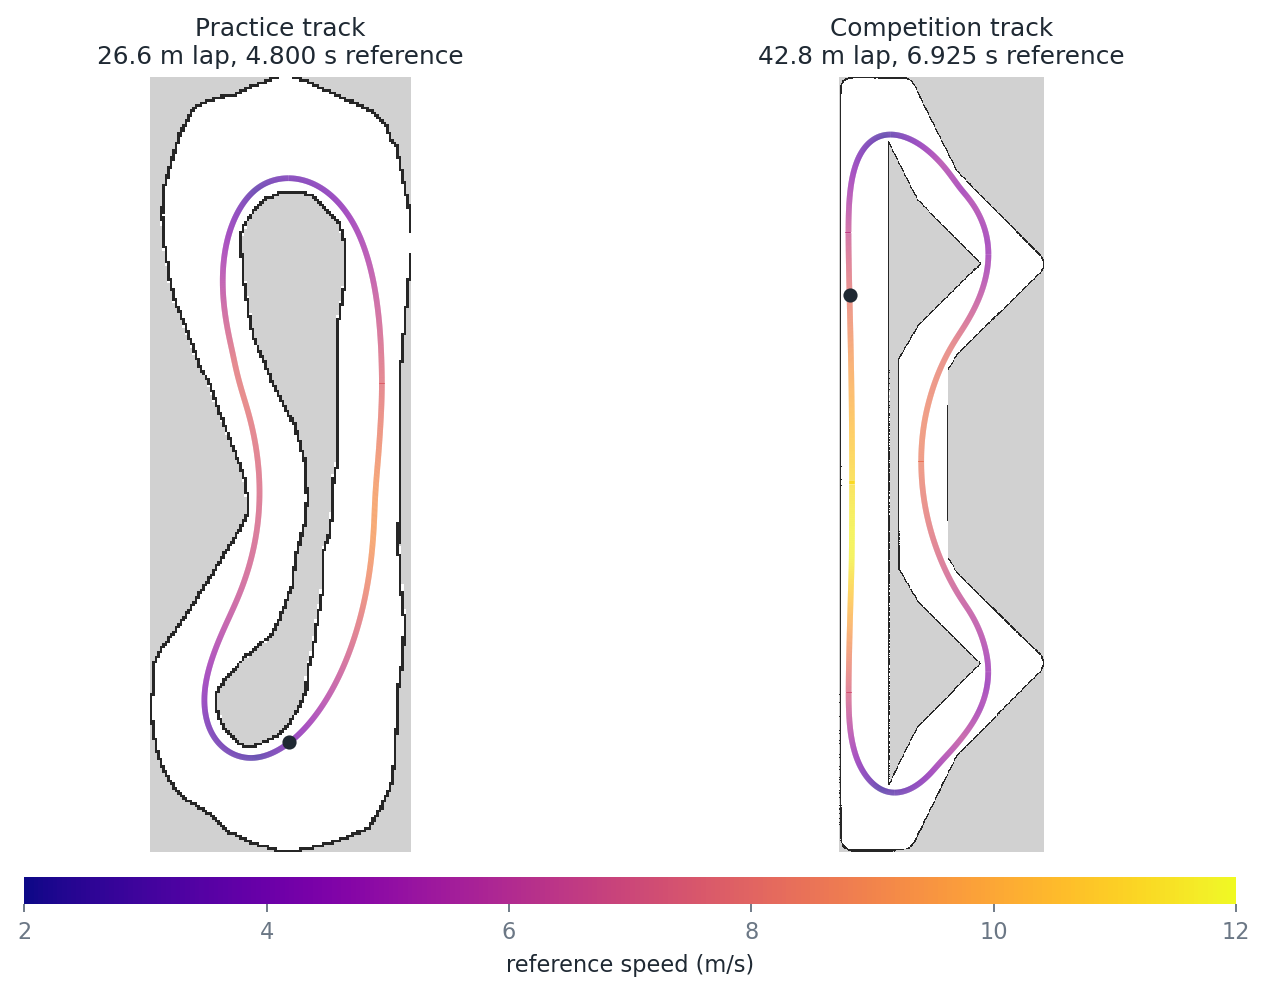 Practice track
26.6 m lap, 4.800 s reference
Competition track
42.8 m lap, 6.925 s reference
2 4 6 8 10 12
reference speed (m/s)